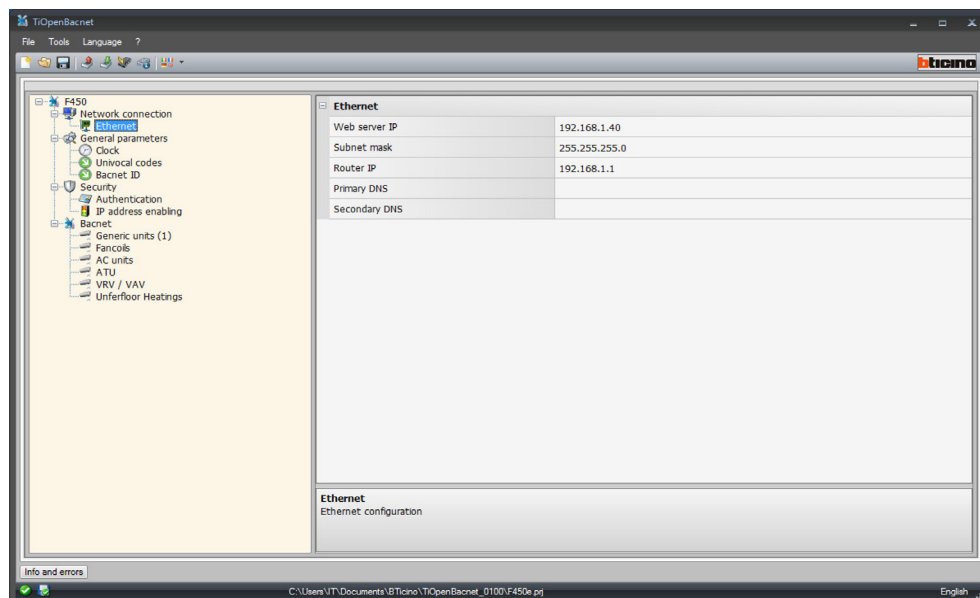 TiOpenBacnet
File Tools Language ?
bticino
F450
Network connection
Ethernet
General parameters
Clock
Univocal codes
Bacnet ID
Security
Authentication
IP address enabling
Bacnet
Generic units (1)
Fancoils
AC units
ATU
VRV / VAV
Unferfloor Heatings
Ethernet
Web server IP 192.168.1.40
Subnet mask 255.255.255.0
Router IP 192.168.1.1
Primary DNS
Secondary DNS
Ethernet
Ethernet configuration
Info and errors
C:\Users\IT\Documents\BTicino\TiOpenBacnet_0100\F450e.prj English